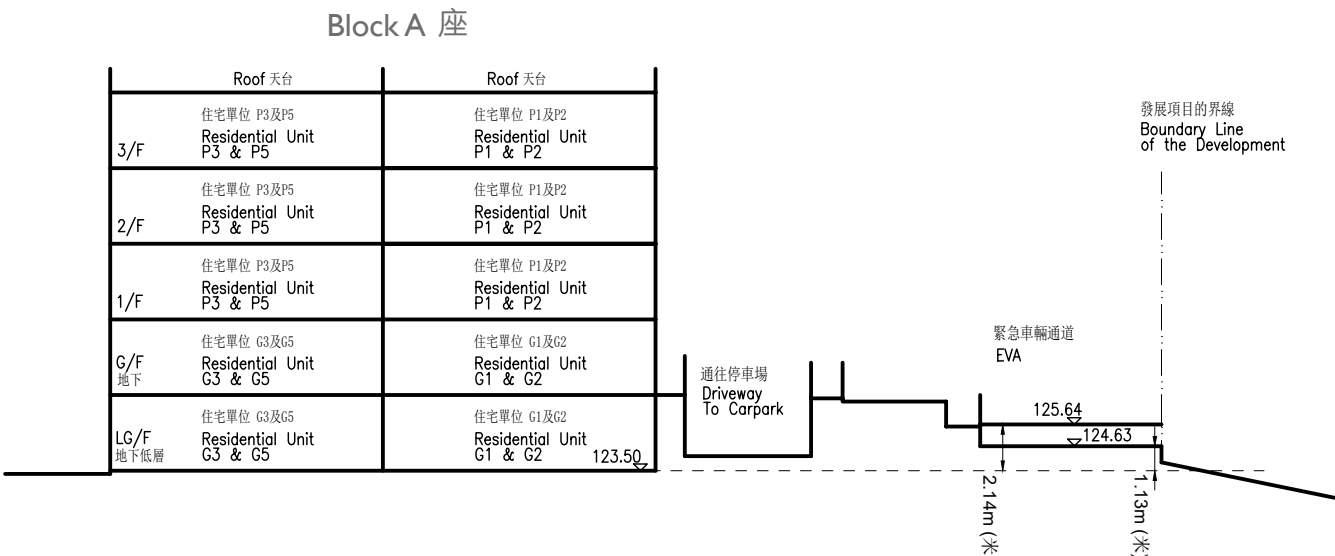 Block A 座
Roof 天台
Roof 天台
3/F
住宅單位 P3及P5
Residential Unit
P3 & P5
住宅單位 P1及P2
Residential Unit
P1 & P2
2/F
住宅單位 P3及P5
Residential Unit
P3 & P5
住宅單位 P1及P2
Residential Unit
P1 & P2
1/F
住宅單位 P3及P5
Residential Unit
P3 & P5
住宅單位 P1及P2
Residential Unit
P1 & P2
G/F
地下
住宅單位 G3及G5
Residential Unit
G3 & G5
住宅單位 G1及G2
Residential Unit
G1 & G2
LG/F
地下低層
住宅單位 G3及G5
Residential Unit
G3 & G5
住宅單位 G1及G2
Residential Unit
G1 & G2
123.50
通往停車場
Driveway
To Carpark
緊急車輛通道
EVA
125.64
124.63
2.14m (米
1.13m (米)
發展項目的界線
Boundary Line
of the Development